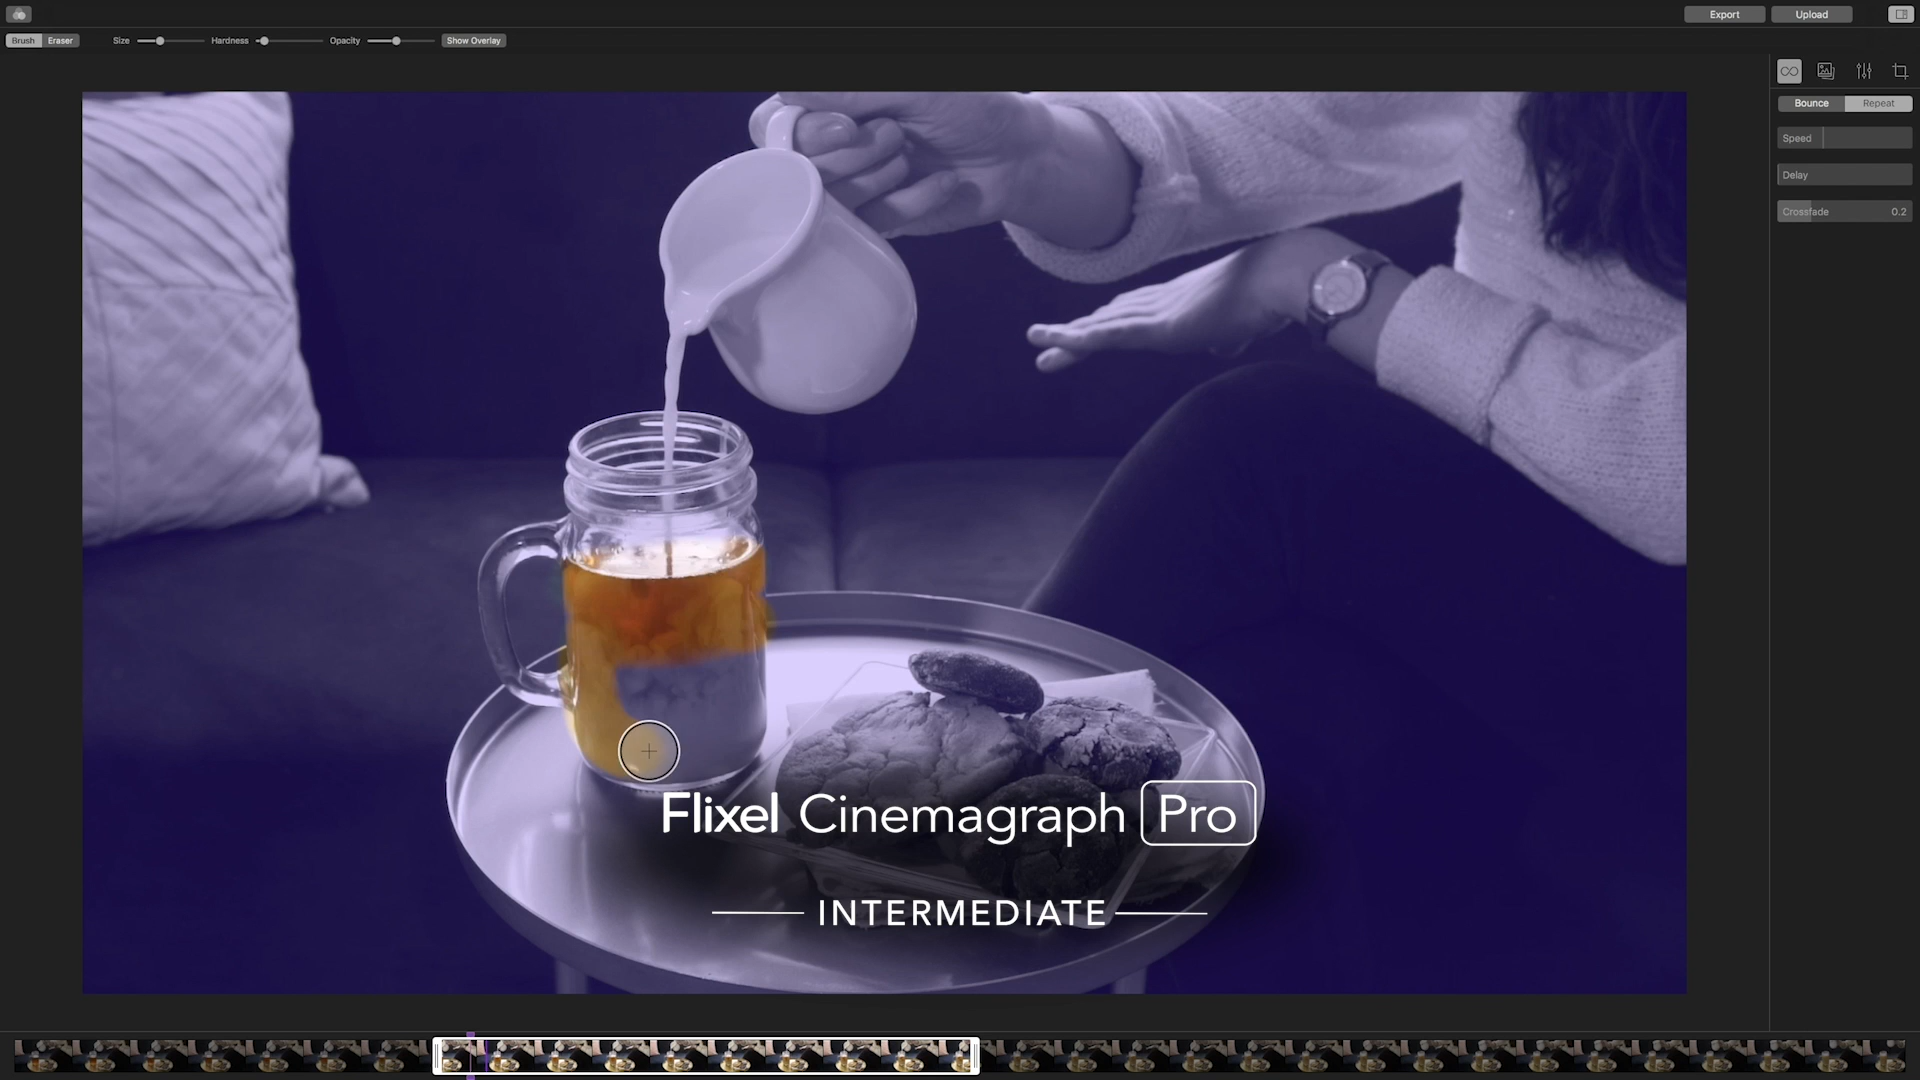 Export Upload
Brush Eraser Size Hardness Opacity Show Overlay
Bounce Repeat
Speed
Delay
Crossfade 0.2
Flixel Cinemagraph Pro
INTERMEDIATE